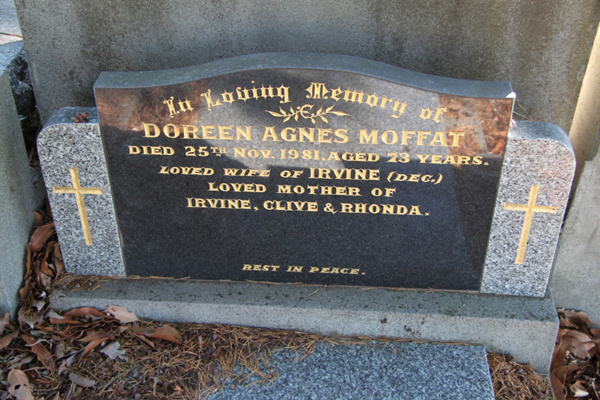 In Loving Memory of
DOREEN AGNES MOFFAT
DIED 25TH NOV. 1981, AGED 73 YEARS.
LOVED WIFE OF IRVINE (DEC.)
LOVED MOTHER OF
IRVINE, CLIVE & RHONDA.
REST IN PEACE.